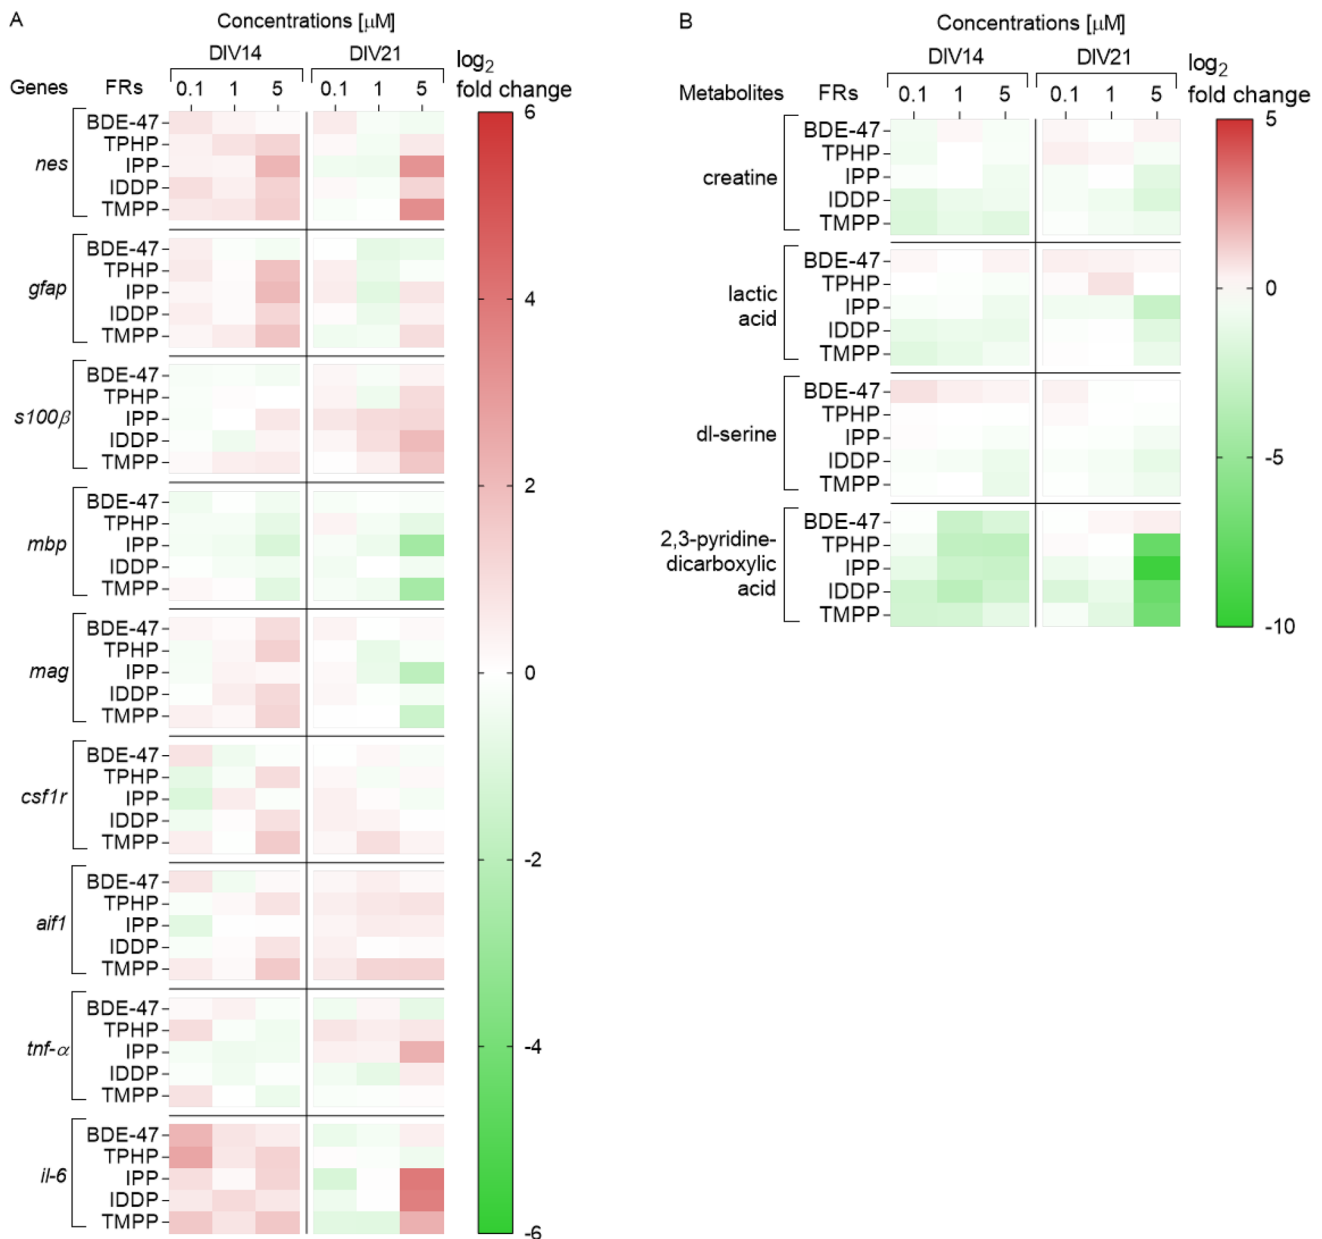 A
Concentrations [μM]
DIV14 DIV21
log2
fold change
Genes FRs 0.1 1 5 0.1 1 5
nes
BDE-47
TPHP
IPP
IDDP
TMPP
gfap
BDE-47
TPHP
IPP
IDDP
TMPP
s100β
BDE-47
TPHP
IPP
IDDP
TMPP
mbp
BDE-47
TPHP
IPP
IDDP
TMPP
mag
BDE-47
TPHP
IPP
IDDP
TMPP
csf1r
BDE-47
TPHP
IPP
IDDP
TMPP
aif1
BDE-47
TPHP
IPP
IDDP
TMPP
tnf-α
BDE-47
TPHP
IPP
IDDP
TMPP
il-6
BDE-47
TPHP
IPP
IDDP
TMPP
6
4
2
0
-2
-4
-6
B
Concentrations [μM]
DIV14 DIV21
log2
fold change
Metabolites FRs 0.1 1 5 0.1 1 5
creatine
BDE-47
TPHP
IPP
IDDP
TMPP
lactic
acid
BDE-47
TPHP
IPP
IDDP
TMPP
dl-serine
BDE-47
TPHP
IPP
IDDP
TMPP
2,3-pyridine-
dicarboxylic
acid
BDE-47
TPHP
IPP
IDDP
TMPP
5
0
-5
-10